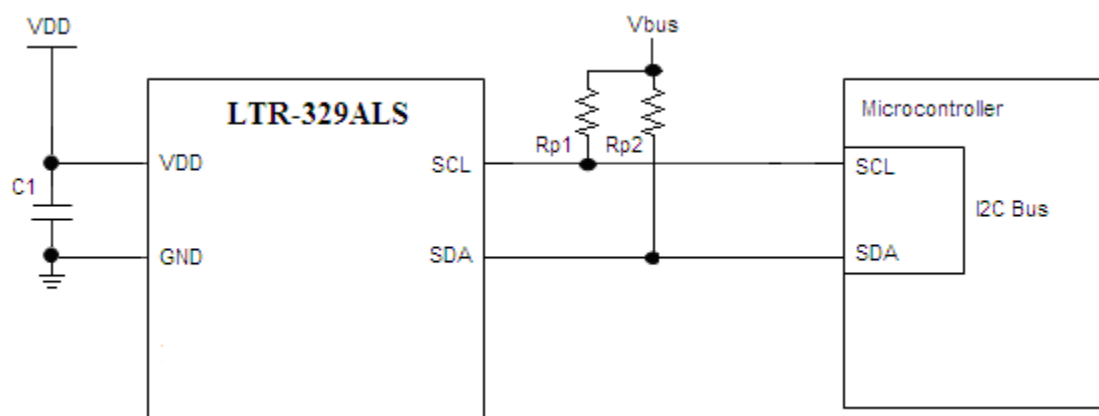 VDD
Vbus
LTR-329ALS
Microcontroller
Rp1
Rp2
VDD
SCL
SCL
C1
I2C Bus
GND
SDA
SDA